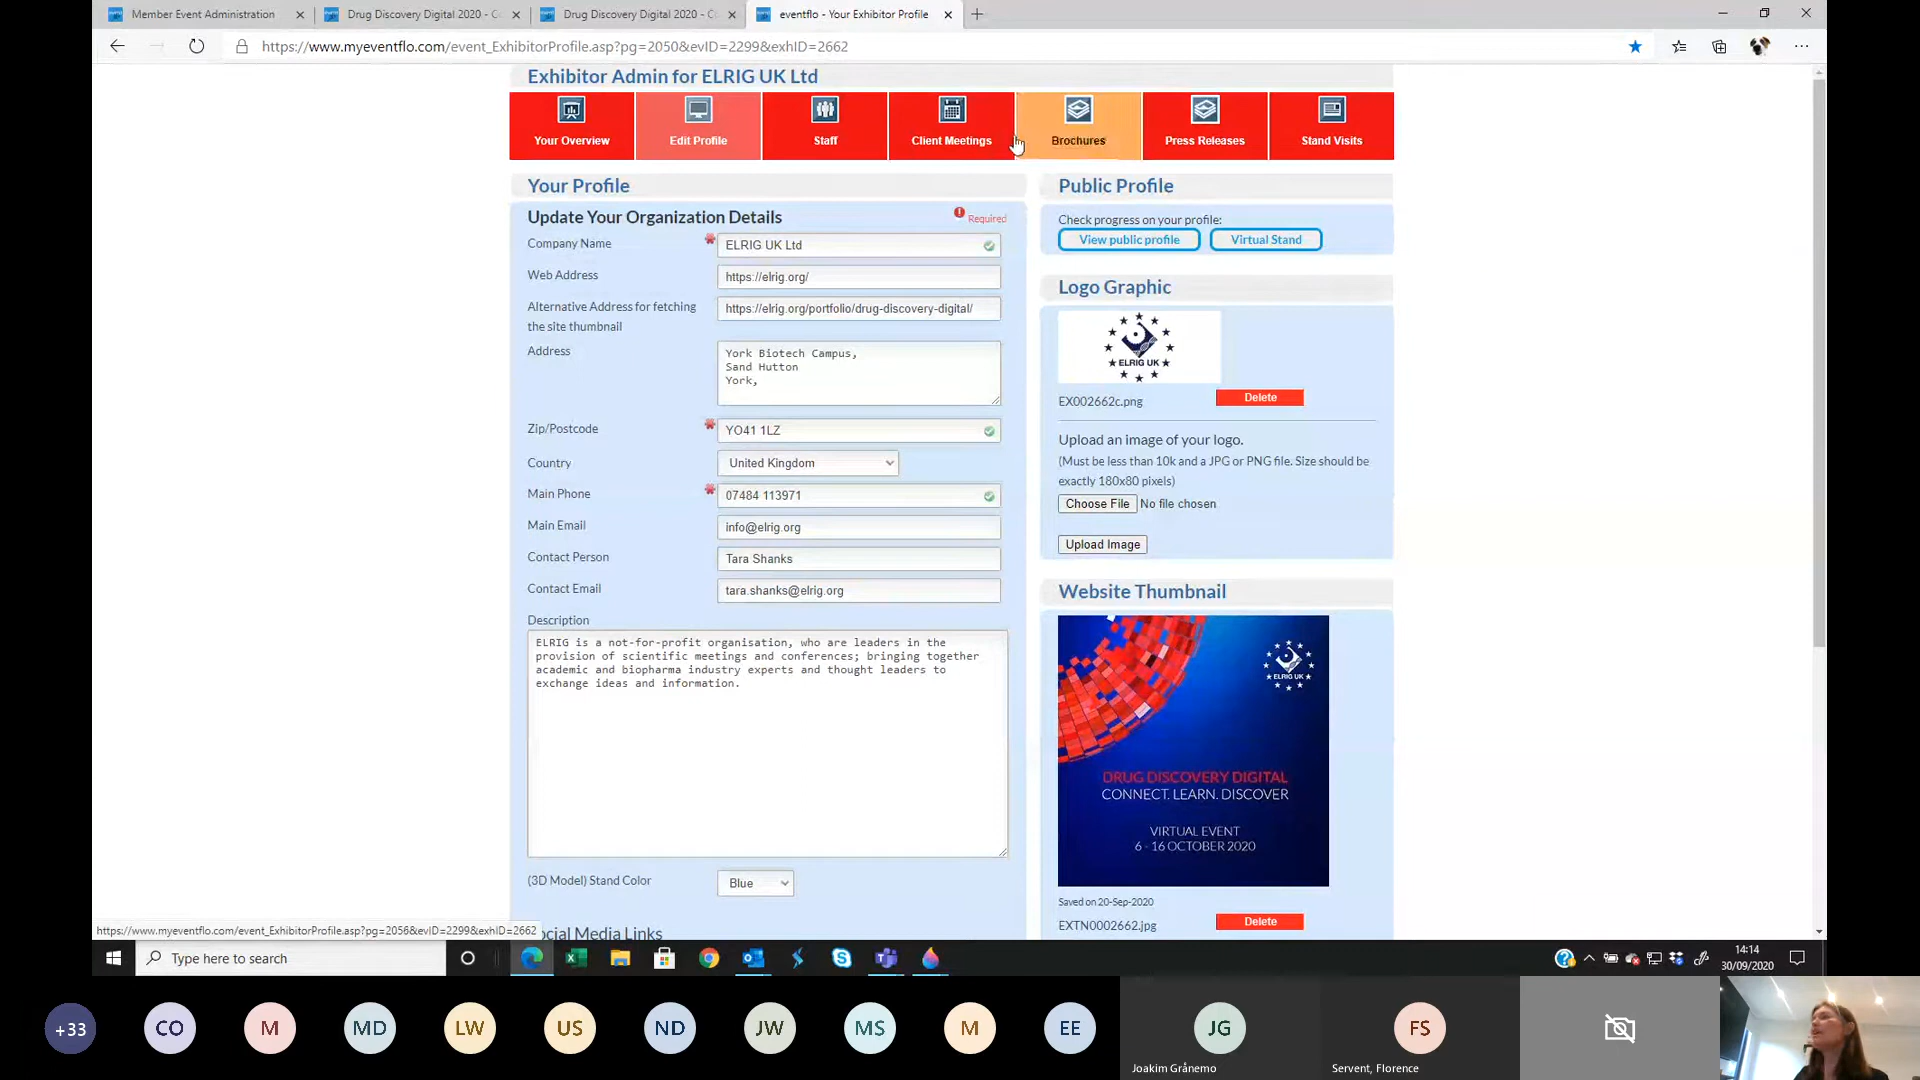 Member Event Administration
Drug Discovery Digital 2020 - C
Drug Discovery Digital 2020 - C
eventflo - Your Exhibitor Profile
https://www.myeventflo.com/event_ExhibitorProfile.asp?pg=2050&evID=2299&exhID=2662
Exhibitor Admin for ELRIG UK Ltd
Your Overview
Edit Profile
Staff
Client Meetings
Brochures
Press Releases
Stand Visits
Your Profile
Update Your Organization Details
Required
Company Name
ELRIG UK Ltd
Web Address
https://elrig.org/
Alternative Address for fetching
the site thumbnail
https://elrig.org/portfolio/drug-discovery-digital/
Address
York Biotech Campus,
Sand Hutton
York,
Zip/Postcode
YO41 1LZ
Country
United Kingdom
Main Phone
07484 113971
Main Email
info@elrig.org
Contact Person
Tara Shanks
Contact Email
tara.shanks@elrig.org
Description
ELRIG is a not-for-profit organisation, who are leaders in the
provision of scientific meetings and conferences; bringing together
academic and biopharma industry experts and thought leaders to
exchange ideas and information.
(3D Model) Stand Color
Blue
ocial Media Links
Public Profile
Check progress on your profile:
View public profile
Virtual Stand
Logo Graphic
ELRIG UK
EX002662c.png
Delete
Upload an image of your logo.
(Must be less than 10k and a JPG or PNG file. Size should be
exactly 180x80 pixels)
Choose File No file chosen
Upload Image
Website Thumbnail
ELRIG UK
DRUG DISCOVERY DIGITAL
CONNECT. LEARN. DISCOVER
VIRTUAL EVENT
6 - 16 OCTOBER 2020
Saved on 20-Sep-2020
EXTN0002662.jpg
Delete
https://www.myeventflo.com/event_ExhibitorProfile.asp?pg=2056&evID=2299&exhID=2662
Type here to search
14:14
30/09/2020
+33
CO
M
MD
LW
US
ND
JW
MS
M
EE
JG
Joakim Grånemo
FS
Servent, Florence